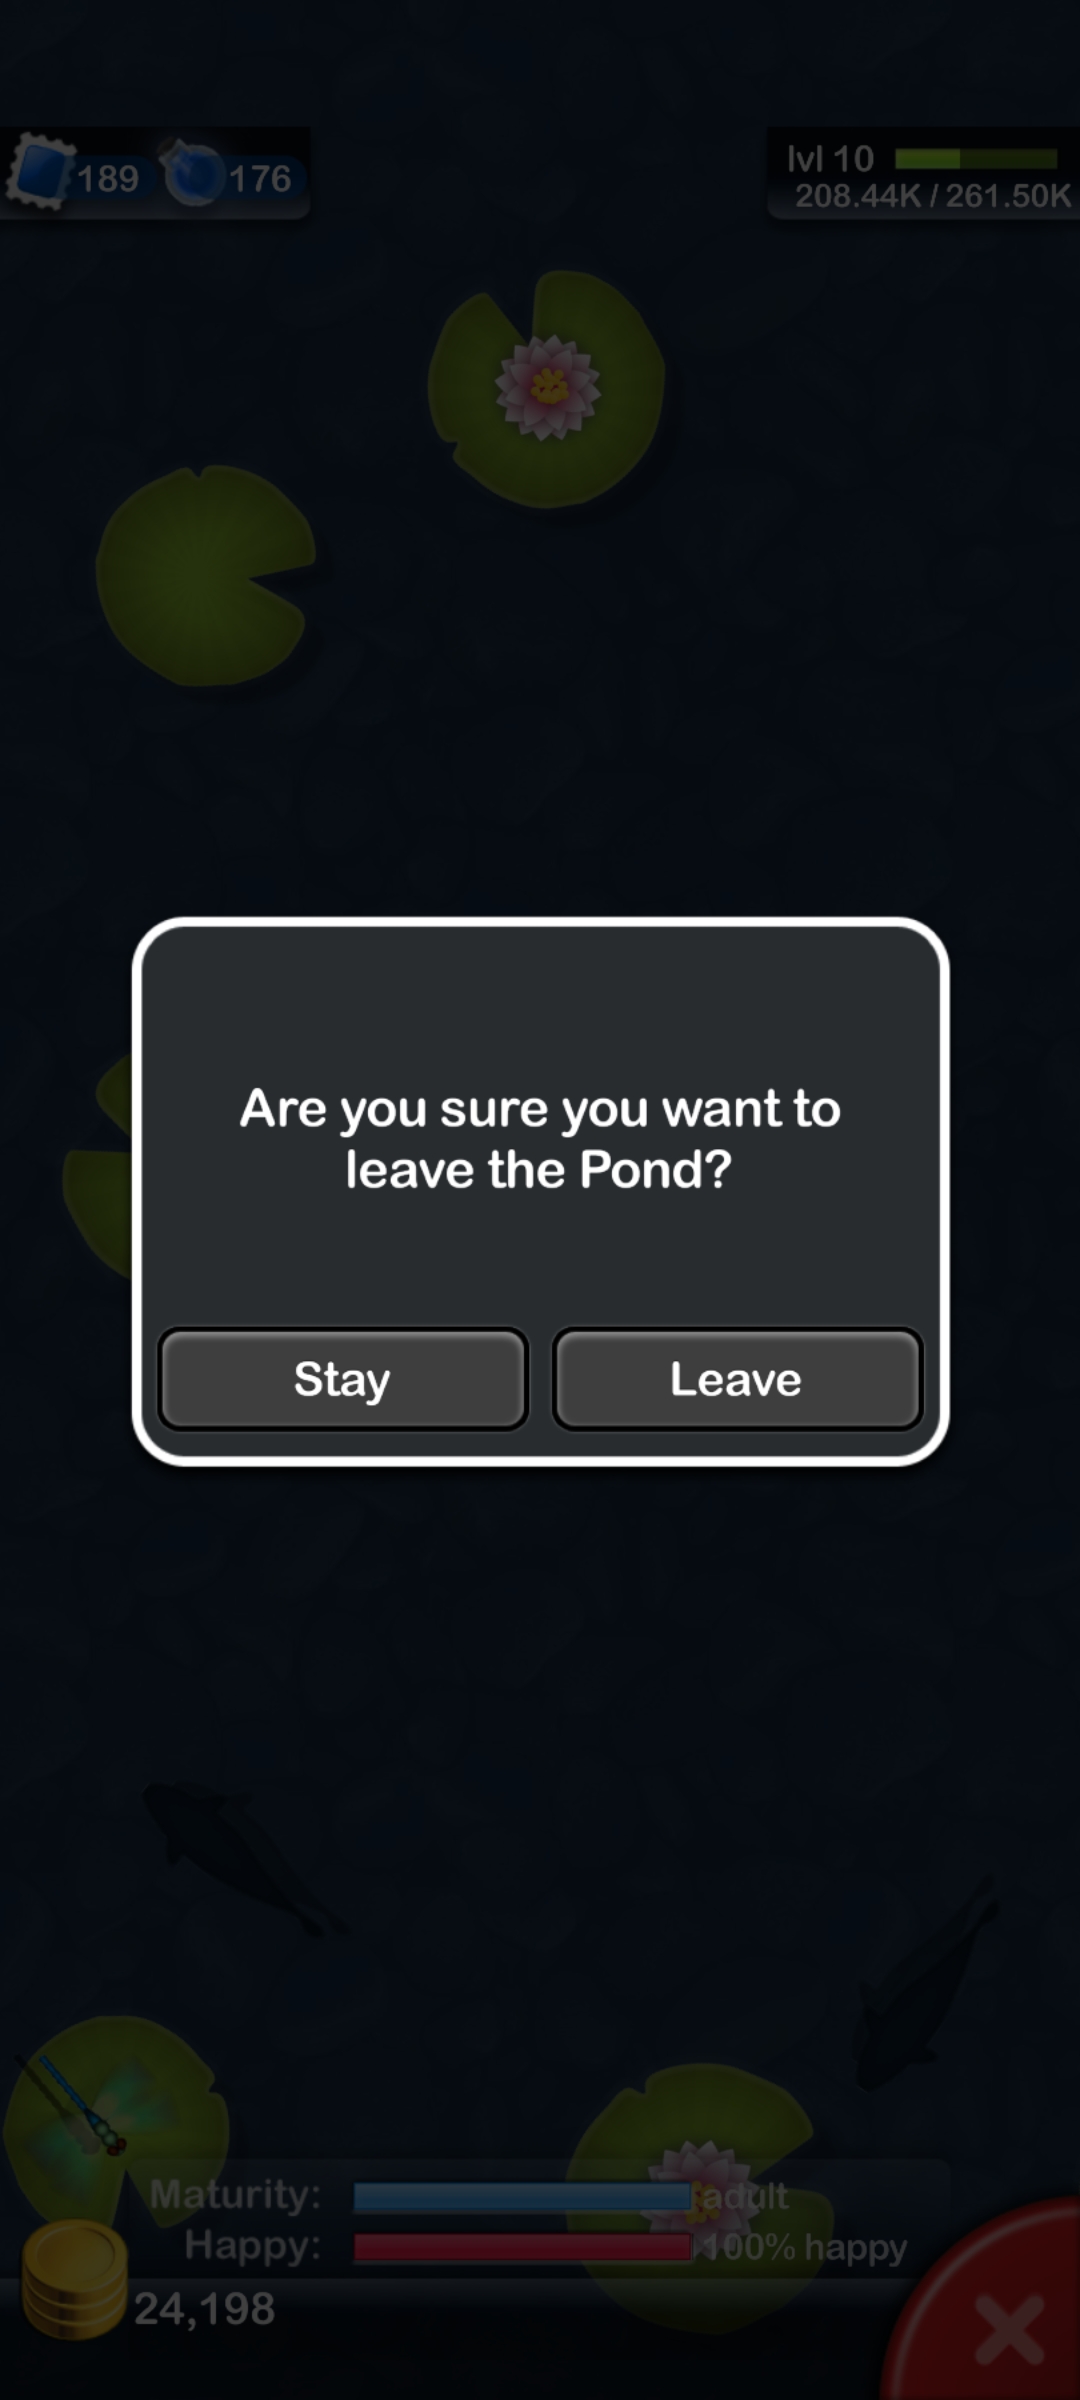 189 176
lvl 10
208.44K / 261.50K
Are you sure you want to
leave the Pond?
Stay Leave
Maturity: adult
Happy: 100% happy
24,198